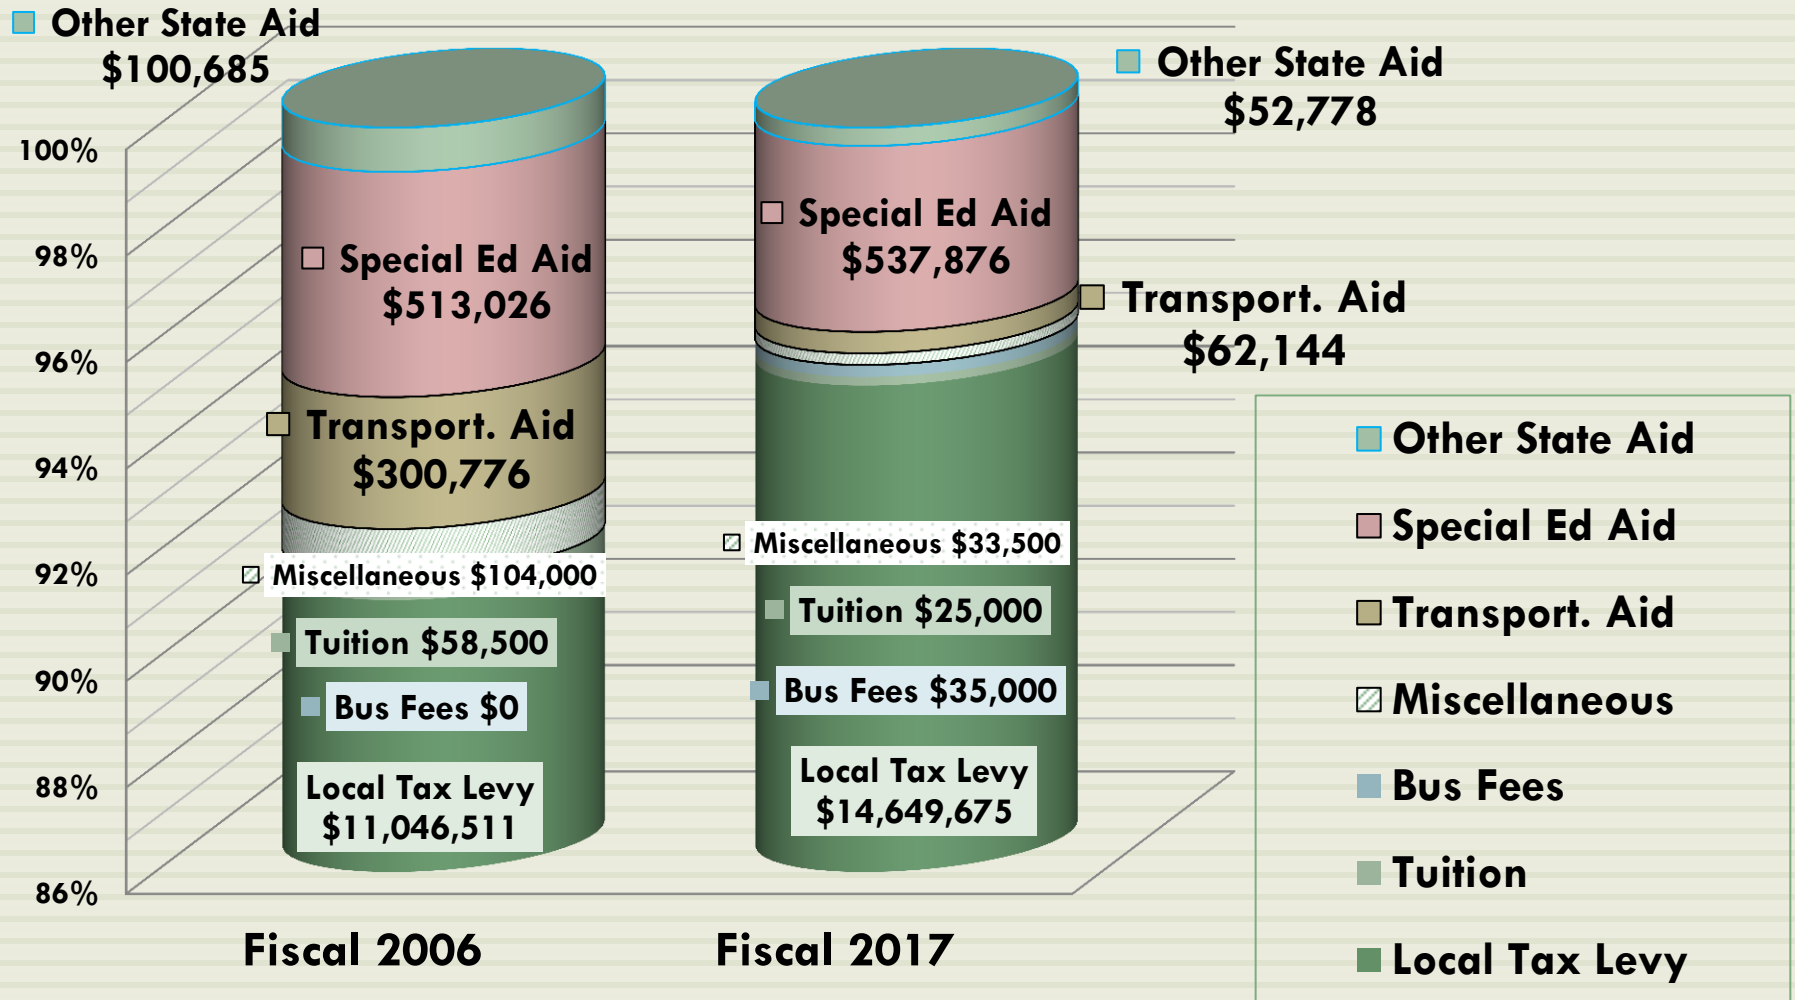 Other State Aid
$100,685
Other State Aid
$52,778
100%
98%
96%
94%
92%
90%
88%
86%
Special Ed Aid
$513,026
Transport. Aid
$300,776
Miscellaneous $104,000
Tuition $58,500
Bus Fees $0
Local Tax Levy
$11,046,511
Special Ed Aid
$537,876
Transport. Aid
$62,144
Miscellaneous $33,500
Tuition $25,000
Bus Fees $35,000
Local Tax Levy
$14,649,675
Fiscal 2006
Fiscal 2017
Other State Aid
Special Ed Aid
Transport. Aid
Miscellaneous
Bus Fees
Tuition
Local Tax Levy